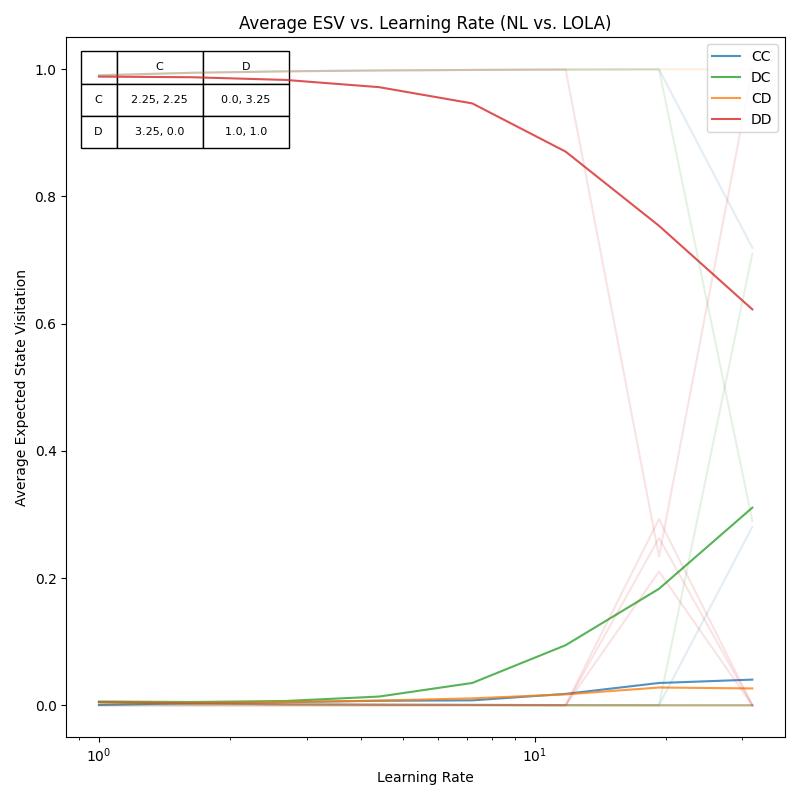 Average ESV vs. Learning Rate (NL vs. LOLA)
C D
C 2.25, 2.25 0.0, 3.25
D 3.25, 0.0 1.0, 1.0
CC
DC
CD
DD
1.0
0.8
0.6
0.4
0.2
0.0
Average Expected State Visitation
10⁰ 10¹
Learning Rate